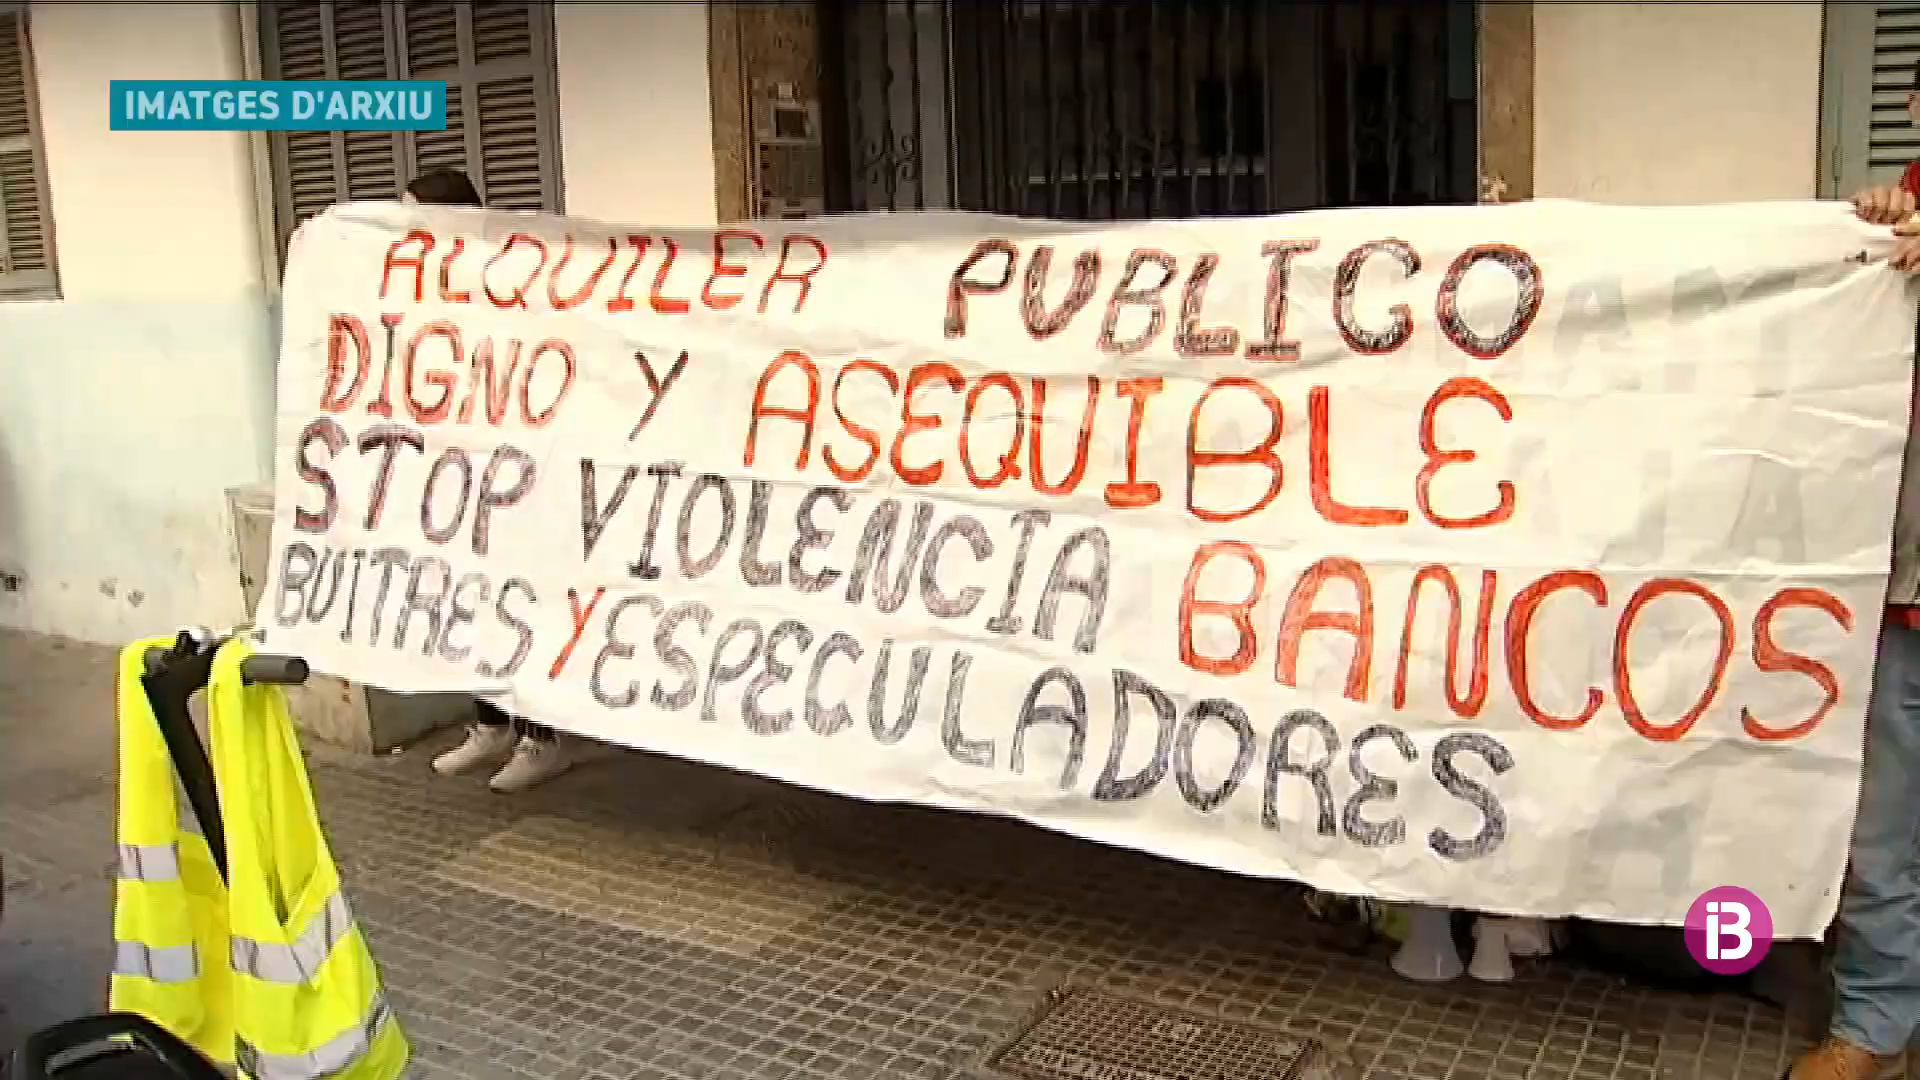 IMATGES D'ARXIU
ALQUILER PUBLICO
DIGNO Y ASEQUIBLE
STOP VIOLENCIA BANCOS
BUITRES Y ESPECULADORES
iB